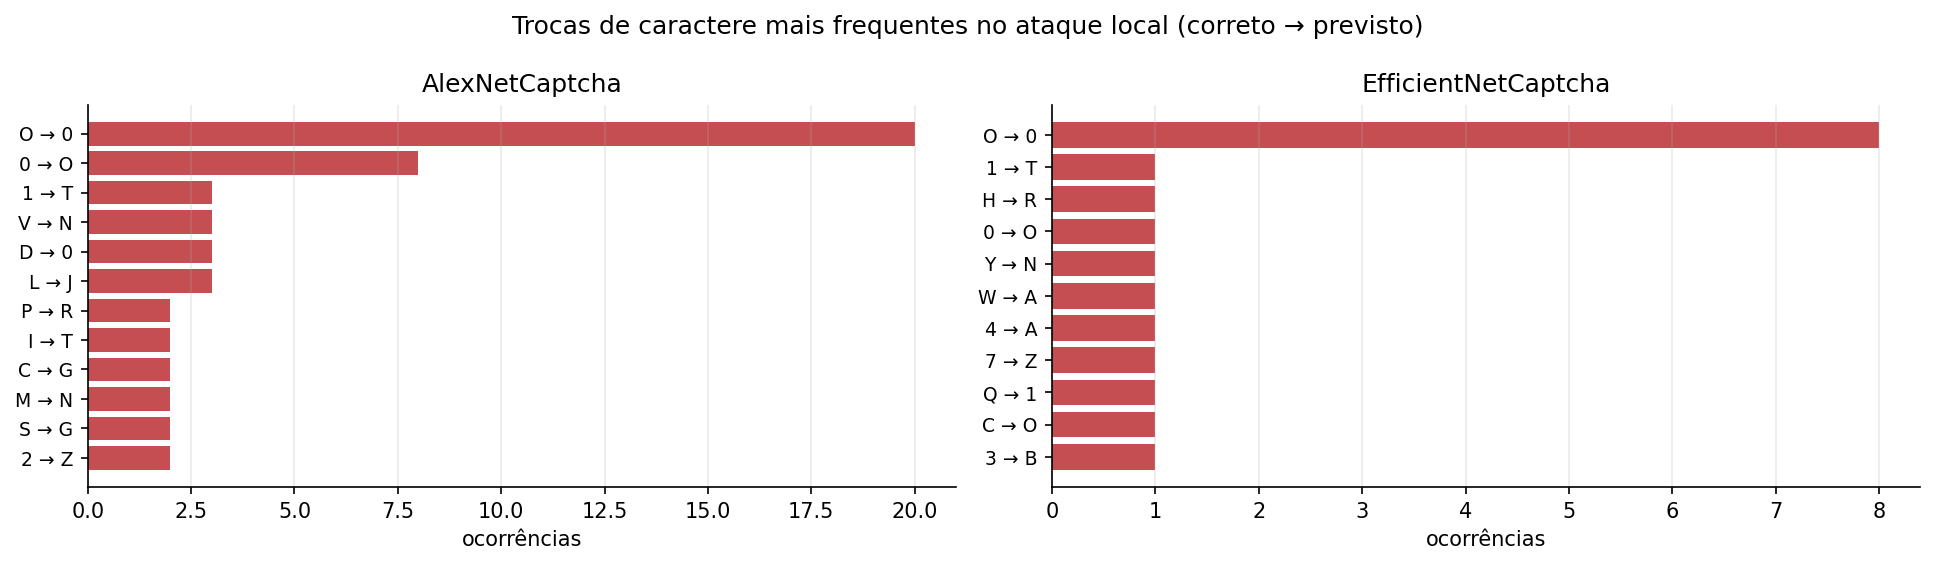 Trocas de caractere mais frequentes no ataque local (correto → previsto)
AlexNetCaptcha
O → 0
0 → O
1 → T
V → N
D → 0
L → J
P → R
I → T
C → G
M → N
S → G
2 → Z
0.0 2.5 5.0 7.5 10.0 12.5 15.0 17.5 20.0
ocorrências
EfficientNetCaptcha
O → 0
1 → T
H → R
0 → O
Y → N
W → A
4 → A
7 → Z
Q → 1
C → O
3 → B
0 1 2 3 4 5 6 7 8
ocorrências